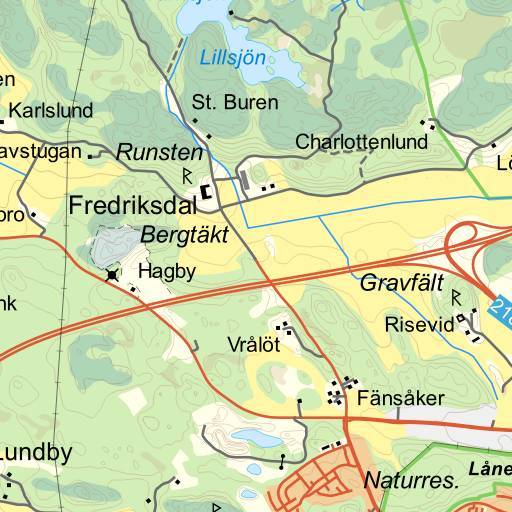 Lillsjön
St. Buren
Karlslund
Charlottenlund
Runsten
Fredriksdal
Bergtäkt
Hagby
Gravfält
Risevid
Vrålöt
Fänsåker
Lundby
Naturres.